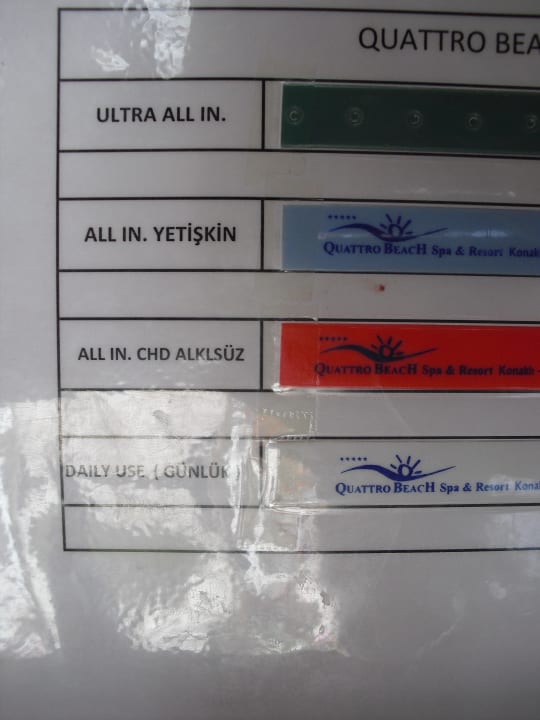 QUATTRO BEA
ULTRA ALL IN.
ALL IN. YETİŞKİN
QUATTRO BEACH Spa & Resort Konakl
ALL IN. CHD ALKLSÜZ
QUATTRO BEACH Spa & Resort Konaklı -
DAILY USE ( GÜNLÜK )
QUATTRO BEACH Spa & Resort Kona